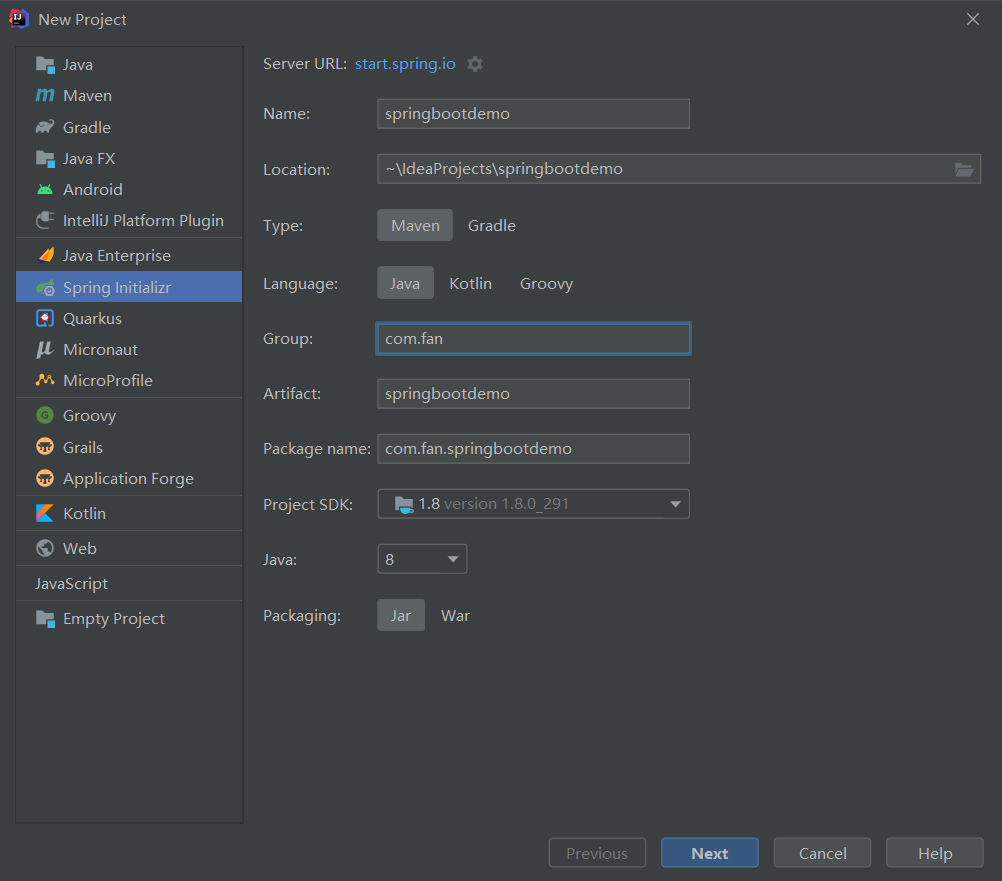 New Project
Java
Maven
Gradle
Java FX
Android
IntelliJ Platform Plugin
Java Enterprise
Spring Initializr
Quarkus
Micronaut
MicroProfile
Groovy
Grails
Application Forge
Kotlin
Web
JavaScript
Empty Project
Server URL: start.spring.io
Name: springbootdemo
Location: ~\IdeaProjects\springbootdemo
Type: Maven Gradle
Language: Java Kotlin Groovy
Group: com.fan
Artifact: springbootdemo
Package name: com.fan.springbootdemo
Project SDK: 1.8 version 1.8.0_291
Java: 8
Packaging: Jar War
Previous Next Cancel Help